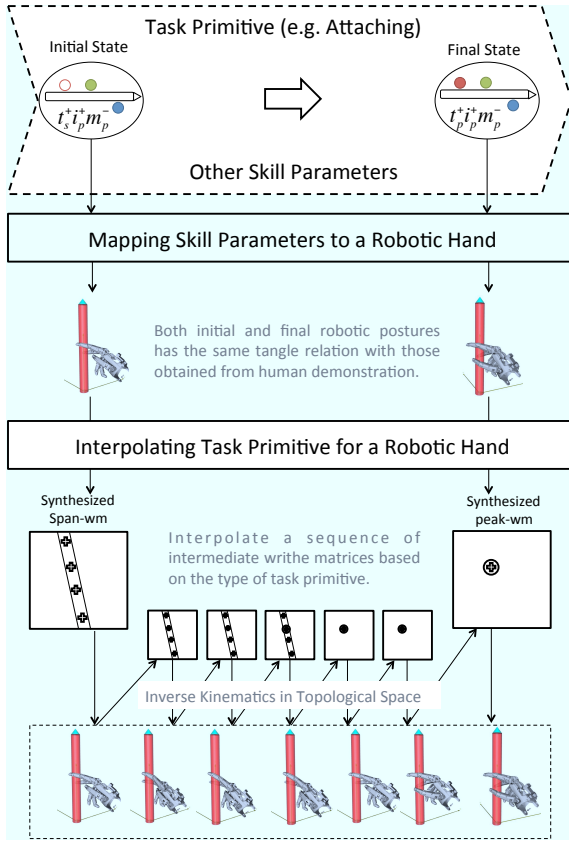 Task Primitive (e.g. Attaching)
Initial State
Final State
t_s^+ i_p^+ m_p^-
t_p^+ i_p^+ m_p^-
Other Skill Parameters
Mapping Skill Parameters to a Robotic Hand
Both initial and final robotic postures
has the same tangle relation with those
obtained from human demonstration.
Interpolating Task Primitive for a Robotic Hand
Synthesized
Span-wm
Synthesized
peak-wm
Interpolate a sequence of
intermediate writhe matrices based
on the type of task primitive.
Inverse Kinematics in Topological Space